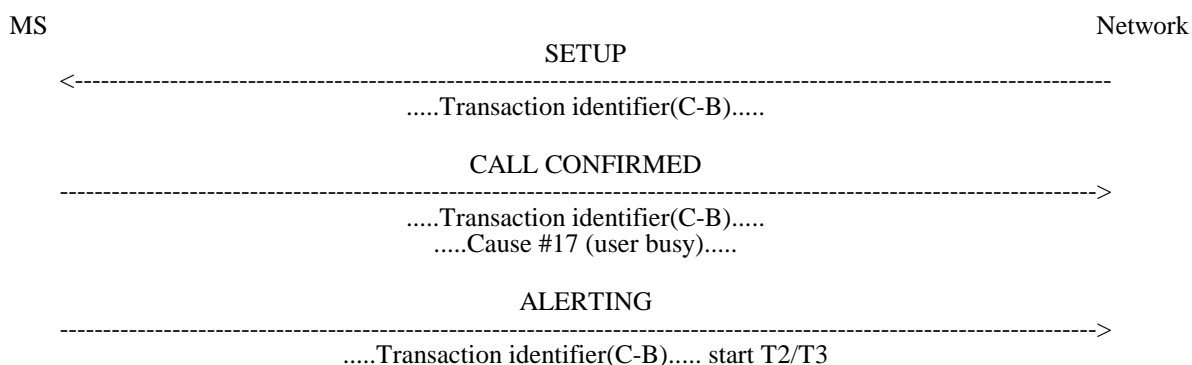 MS Network
SETUP
<------------------------------------------------------------------------------------------------------------------------
.....Transaction identifier(C-B).....
CALL CONFIRMED
------------------------------------------------------------------------------------------------------------------------>
.....Transaction identifier(C-B).....
.....Cause #17 (user busy).....
ALERTING
------------------------------------------------------------------------------------------------------------------------>
.....Transaction identifier(C-B)..... start T2/T3